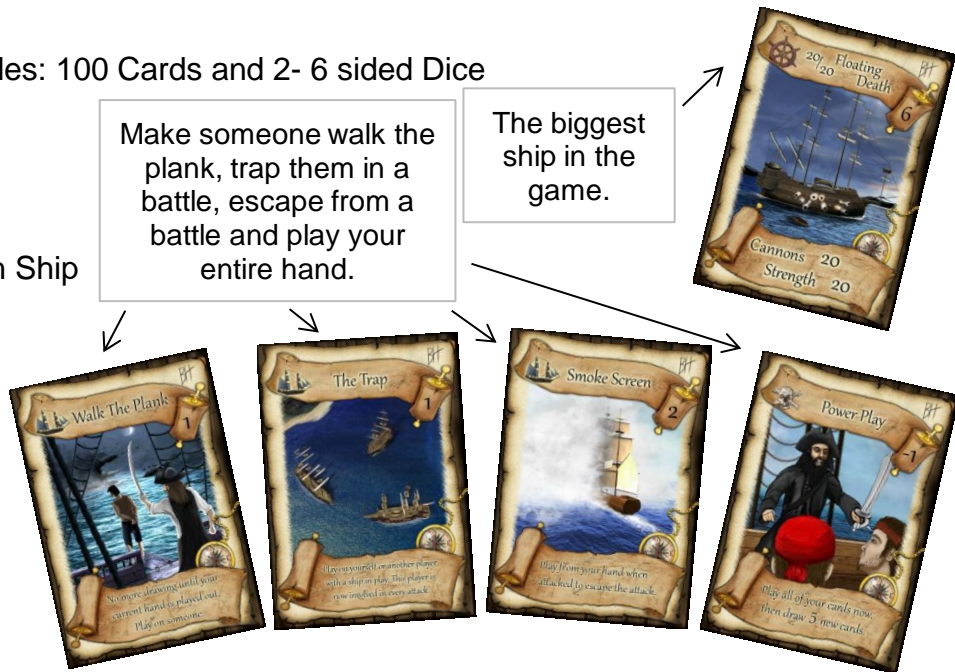 les: 100 Cards and 2- 6 sided Dice
Make someone walk the
plank, trap them in a
battle, escape from a
battle and play your
entire hand.
The biggest
ship in the
game.
n Ship
20/20 Floating
Death
6
Cannons 20
Strength 20
Walk The Plank
1
No more drawing until your
current hand is played out.
Play on someone
The Trap
1
Play on yourself or another player
with a ship in play. This player is
now involved in every attack.
Smoke Screen
2
Play from your hand when
attacked to escape the attack.
Power Play
-1
Play all of your cards now,
then draw 5 new cards.